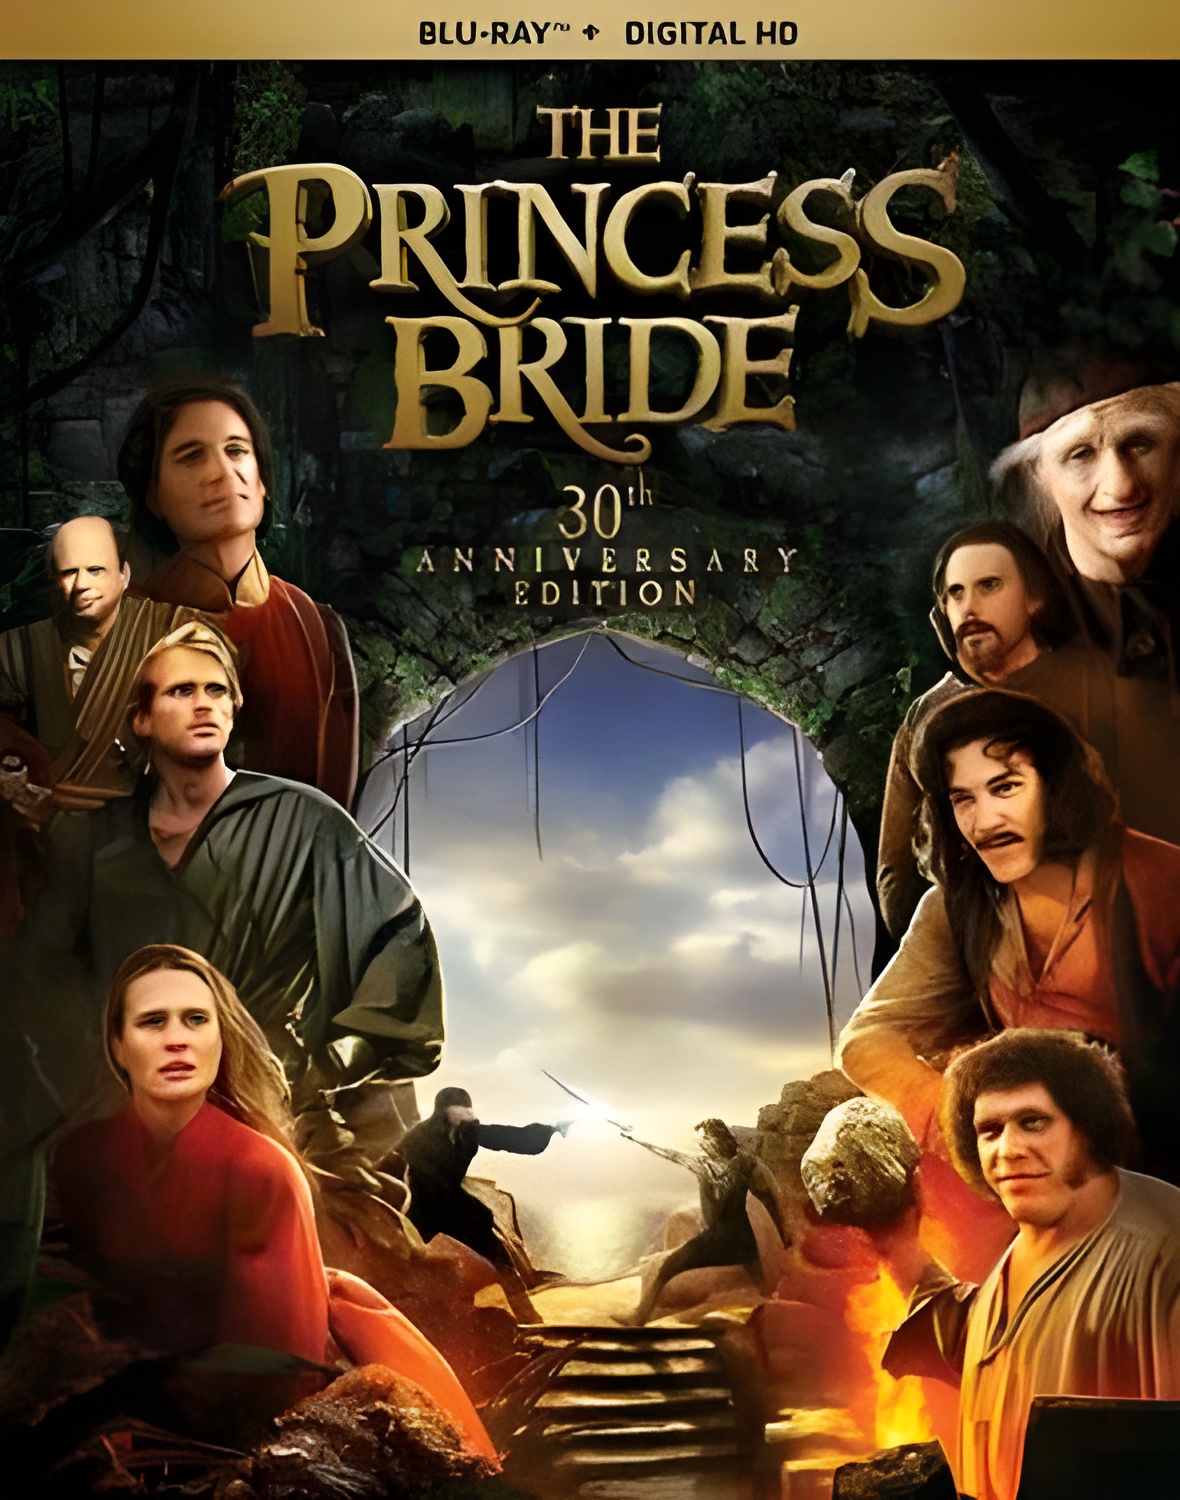 BLU-RAY™ + DIGITAL HD
THE
PRINCESS
BRIDE
30th
ANNIVERSARY
EDITION